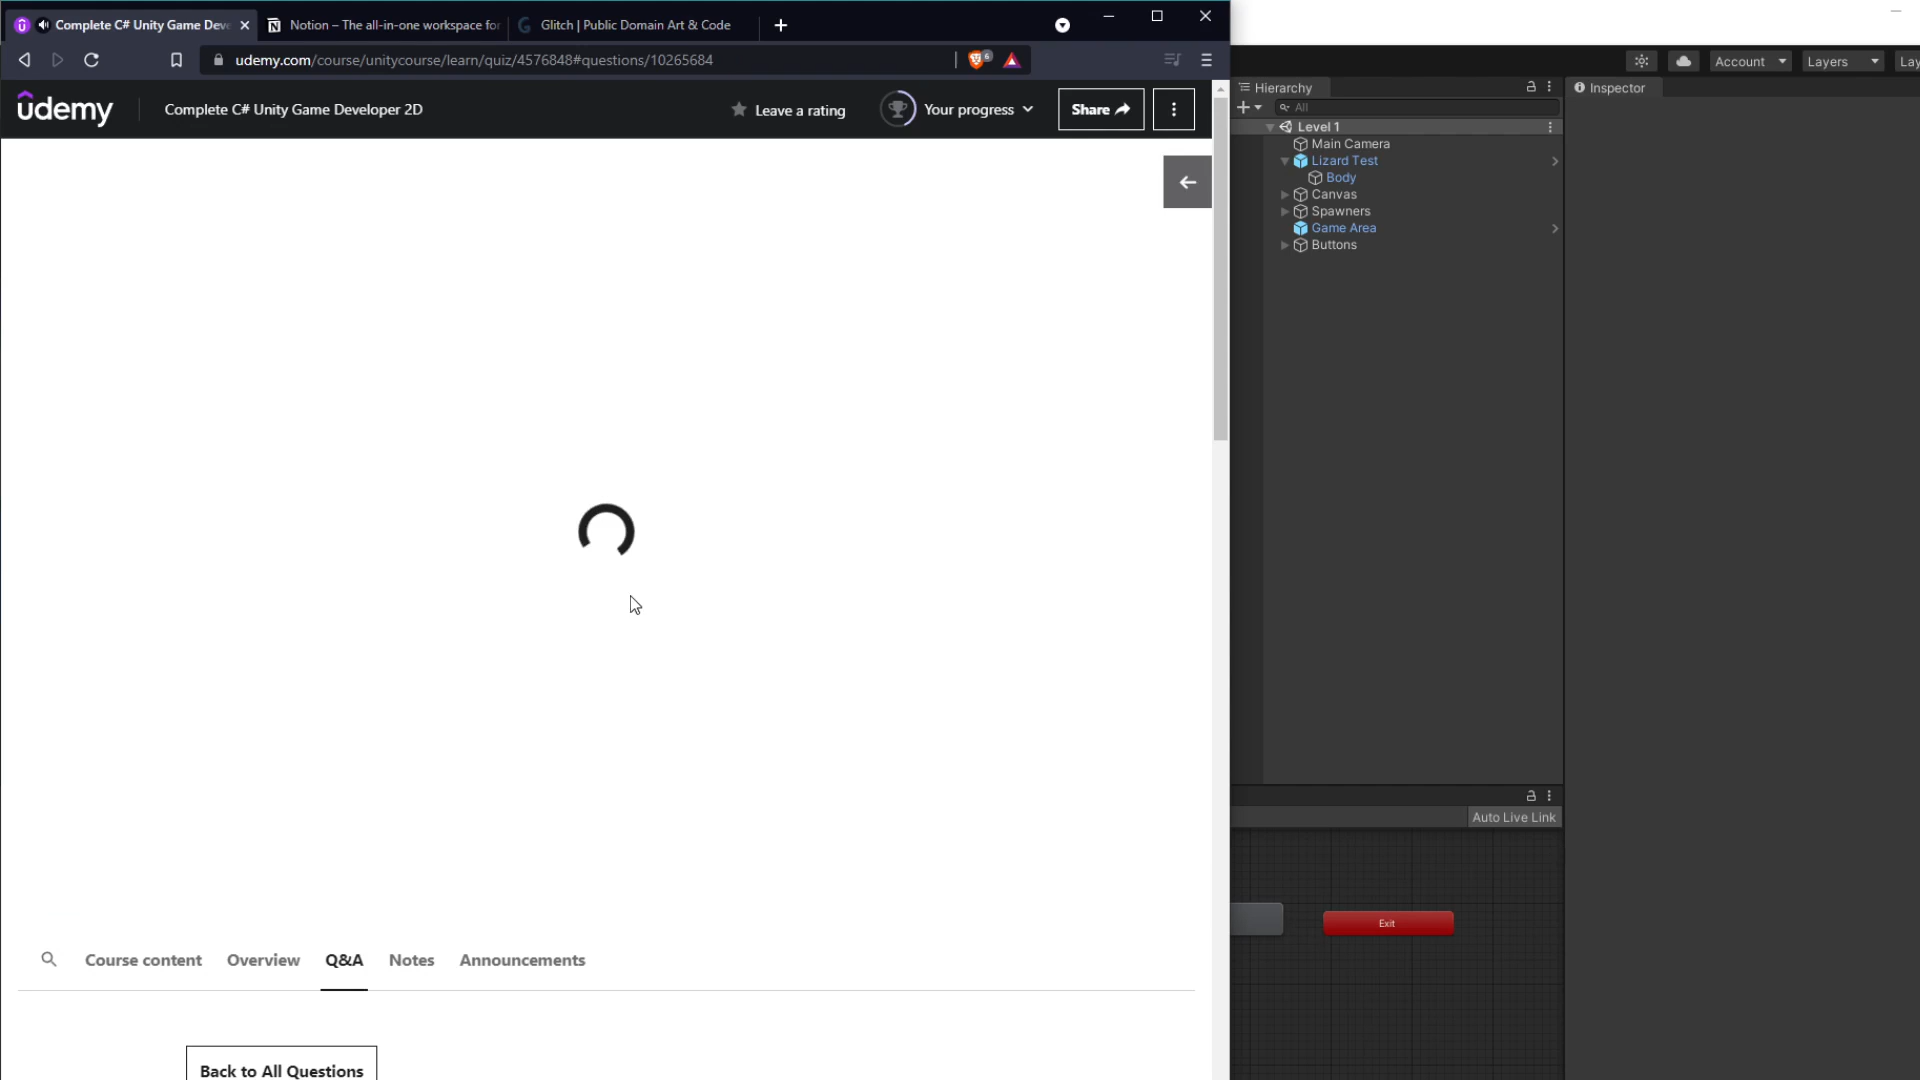 Complete C# Unity Game Deve
Notion – The all-in-one workspace for
Glitch | Public Domain Art & Code
udemy.com/course/unitycourse/learn/quiz/4576848#questions/10265684
6
Account
Layers
Lay
udemy
Complete C# Unity Game Developer 2D
Leave a rating
Your progress
Share
Hierarchy
Inspector
All
Level 1
Main Camera
Lizard Test
Body
Canvas
Spawners
Game Area
Buttons
Auto Live Link
Exit
Course content
Overview
Q&A
Notes
Announcements
Back to All Questions